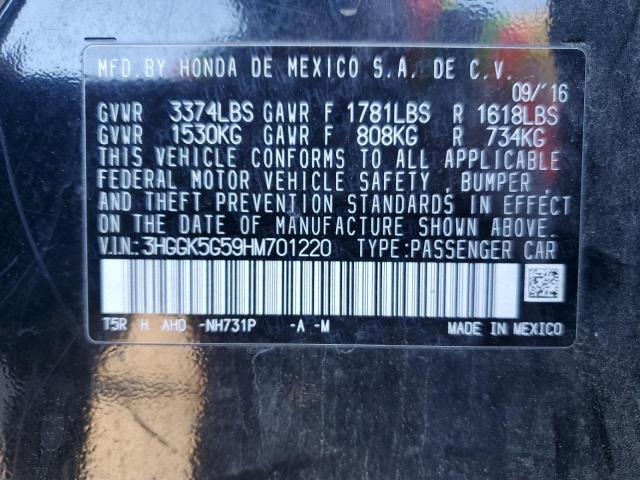 MFD. BY HONDA DE MEXICO S.A. DE C.V.
09/'16
GVWR 3374LBS GAWR F 1781LBS R 1618LBS
GVWR 1530KG GAWR F 808KG R 734KG
THIS VEHICLE CONFORMS TO ALL APPLICABLE
FEDERAL MOTOR VEHICLE SAFETY , BUMPER ,
AND THEFT PREVENTION STANDARDS IN EFFECT
ON THE DATE OF MANUFACTURE SHOWN ABOVE.
V.I.N.:3HGGK5G59HM701220 TYPE:PASSENGER CAR
T5R H AH0 -NH731P -A -M MADE IN MEXICO